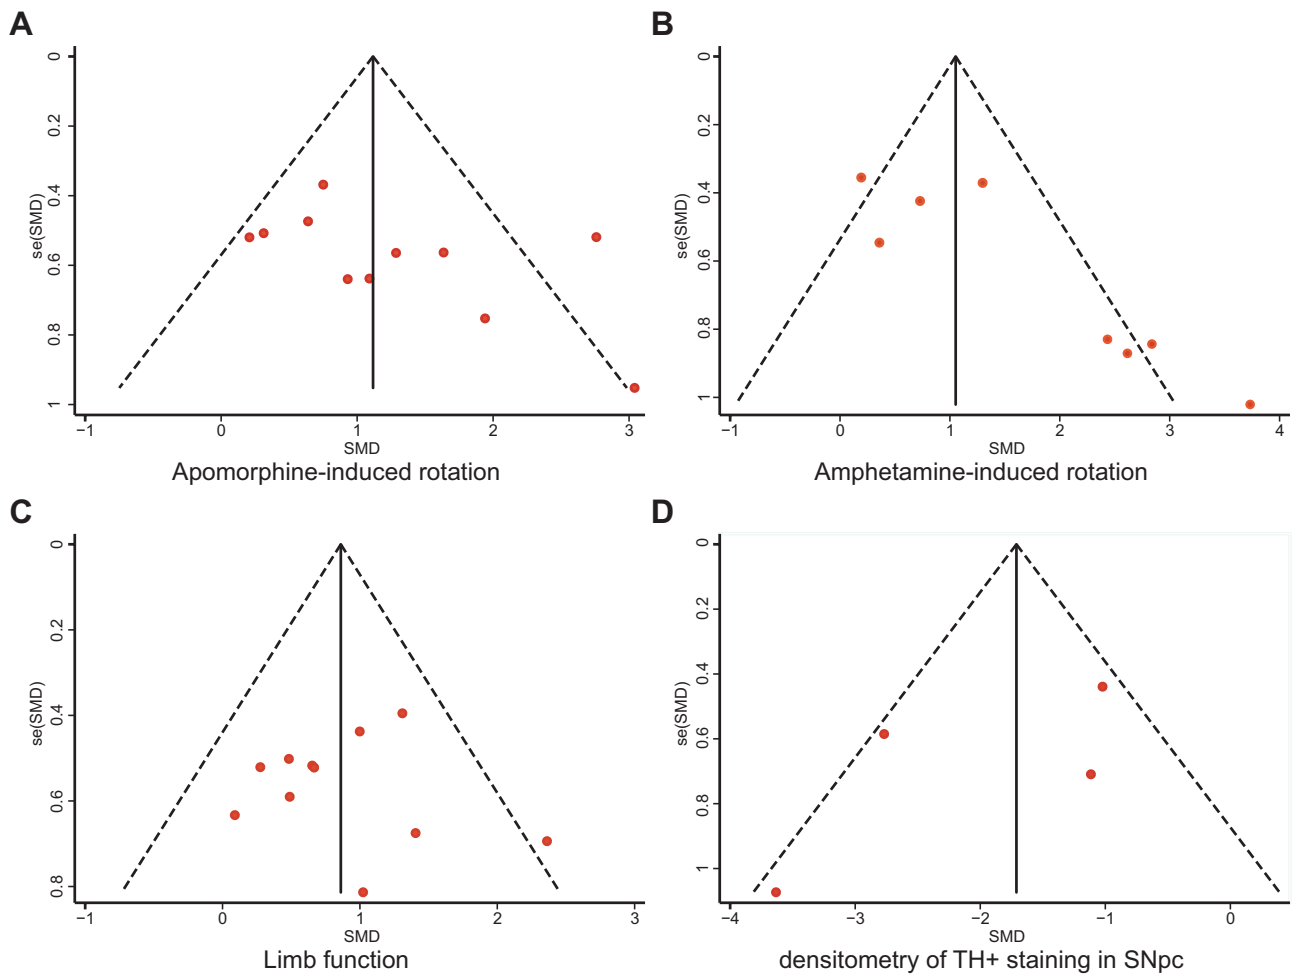 A
0
0.2
0.4
0.6
0.8
1
se(SMD)
−1
0
1
2
3
SMD
Apomorphine-induced rotation
B
0
0.2
0.4
0.6
0.8
1
se(SMD)
−1
0
1
2
3
4
SMD
Amphetamine-induced rotation
C
0
0.2
0.4
0.6
0.8
se(SMD)
−1
0
1
2
3
SMD
Limb function
D
0
0.2
0.4
0.6
0.8
1
se(SMD)
−4
−3
−2
−1
0
SMD
densitometry of TH+ staining in SNpc